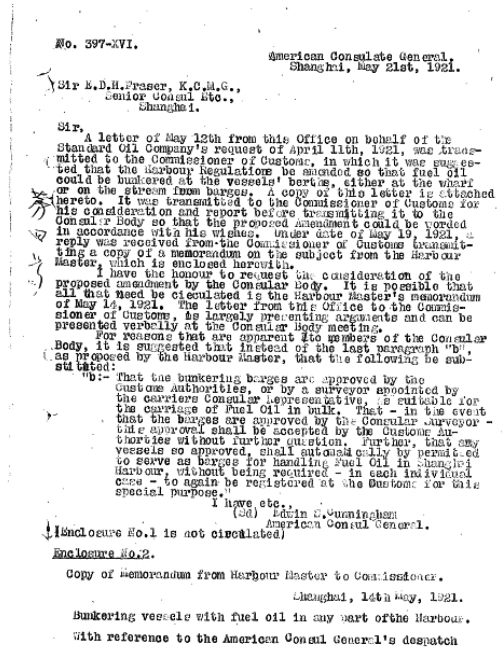 No. 397-XVI.
American Consulate General,
Shanghai, May 21st, 1921.
Sir E.D.H.Fraser, K.C.M.G.,
Senior Consul Etc.,
Shanghai.
Sir,
A letter of May 12th from this Office on behalf of the
Standard Oil Company's request of April 11th, 1921, was trans-
mitted to the Commissioner of Customs, in which it was sugges-
ted that the Harbour Regulations be amended so that fuel oil
could be bunkered at the vessels' berths, either at the wharf
or on the stream from barges. A copy of this letter is attached
hereto. It was transmitted to the Commissioner of Customs for
his consideration and report before transmitting it to the
Consular Body so that the proposed Amendment could be worded
in accordance with his wishes. Under date of May 19, 1921, a
reply was received from the Commissioner of Customs transmit-
ting a copy of a memorandum on the subject from the Harbour
Master, which is enclosed herewith.
I have the honour to request the consideration of the
proposed amendment by the Consular Body. It is possible that
all that need be ciculated is the Harbour Master's memorandum
of May 14, 1921. The letter from this Office to the Commis-
sioner of Customs, is largely presenting arguments and can be
presented verbally at the Consular Body meeting.
For reasons that are apparent to members of the Consular
Body, it is suggested that instead of the last paragraph "b",
as proposed by the Harbour Master, that the following be sub-
stituted:
"b:- That the bunkering barges are approved by the
Customs Authorities, or by a surveyor appointed by
the carriers Consular Representative, is suitable for
the carriage of Fuel Oil in bulk. That - in the event
that the barges are approved by the Consular Surveyor -
this approval shall be accepted by the Customs Au-
thorties without further question. Further, that any
vessels so approved, shall automatically by permitted
to serve as barges for handling Fuel Oil in Shanghai
Harbour, without being required - in each individual
case - to again be registered at the Customs for this
special purpose."
I have etc.,
(Sd) Edwin S.Cunningham
American Consul General.
(Enclosure No.1 is not circulated)
Enclosure No.2.
Copy of Memorandum from Harbour Master to Commissioner.
Shanghai, 14th May, 1921.
Bunkering vessels with fuel oil in any part ofthe Harbour.
With reference to the American Consul General's despatch